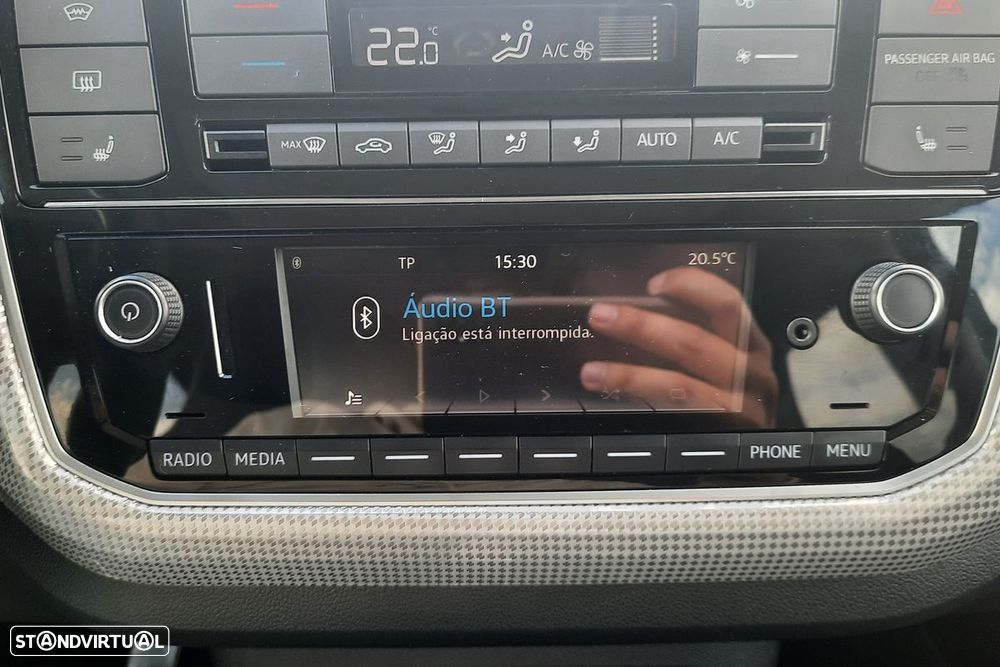 22.0 °C
A/C
PASSENGER AIR BAG
OFF
MAX
AUTO
A/C
TP 15:30 20.5°C
Áudio BT
Ligação está interrompida.
RADIO MEDIA PHONE MENU
STANDVIRTUAL